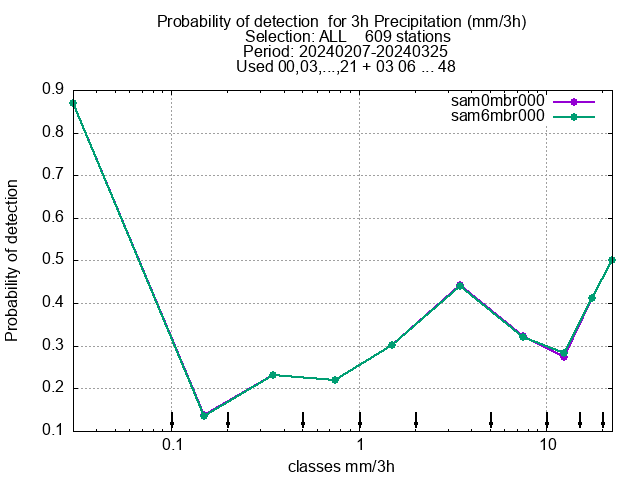 Probability of detection  for 3h Precipitation (mm/3h)
Selection: ALL    609 stations
Period: 20240207-20240325
Used 00,03,...,21 + 03 06 ... 48
sam0mbr000
sam6mbr000
Probability of detection
0.9
0.8
0.7
0.6
0.5
0.4
0.3
0.2
0.1
0.1 1 10
classes mm/3h